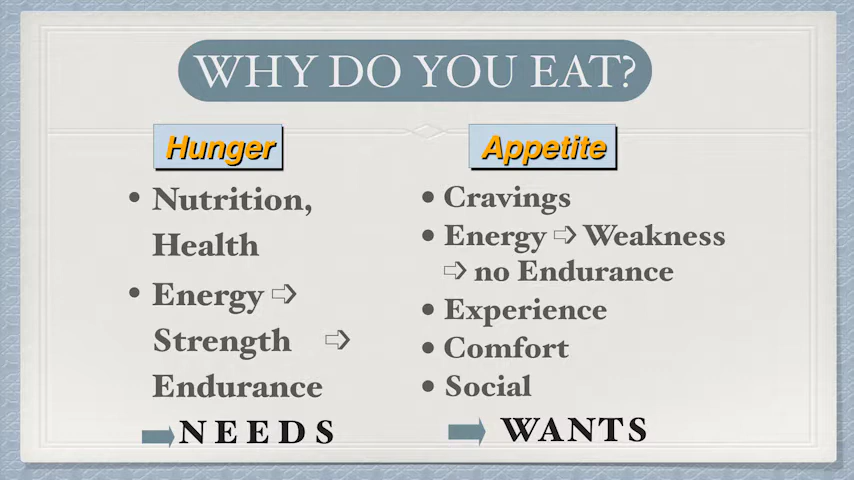 WHY DO YOU EAT?
Hunger
• Nutrition,
Health
• Energy ➩
Strength ➩
Endurance
➡ NEEDS
Appetite
• Cravings
• Energy ➩ Weakness
➩ no Endurance
• Experience
• Comfort
• Social
➡ WANTS